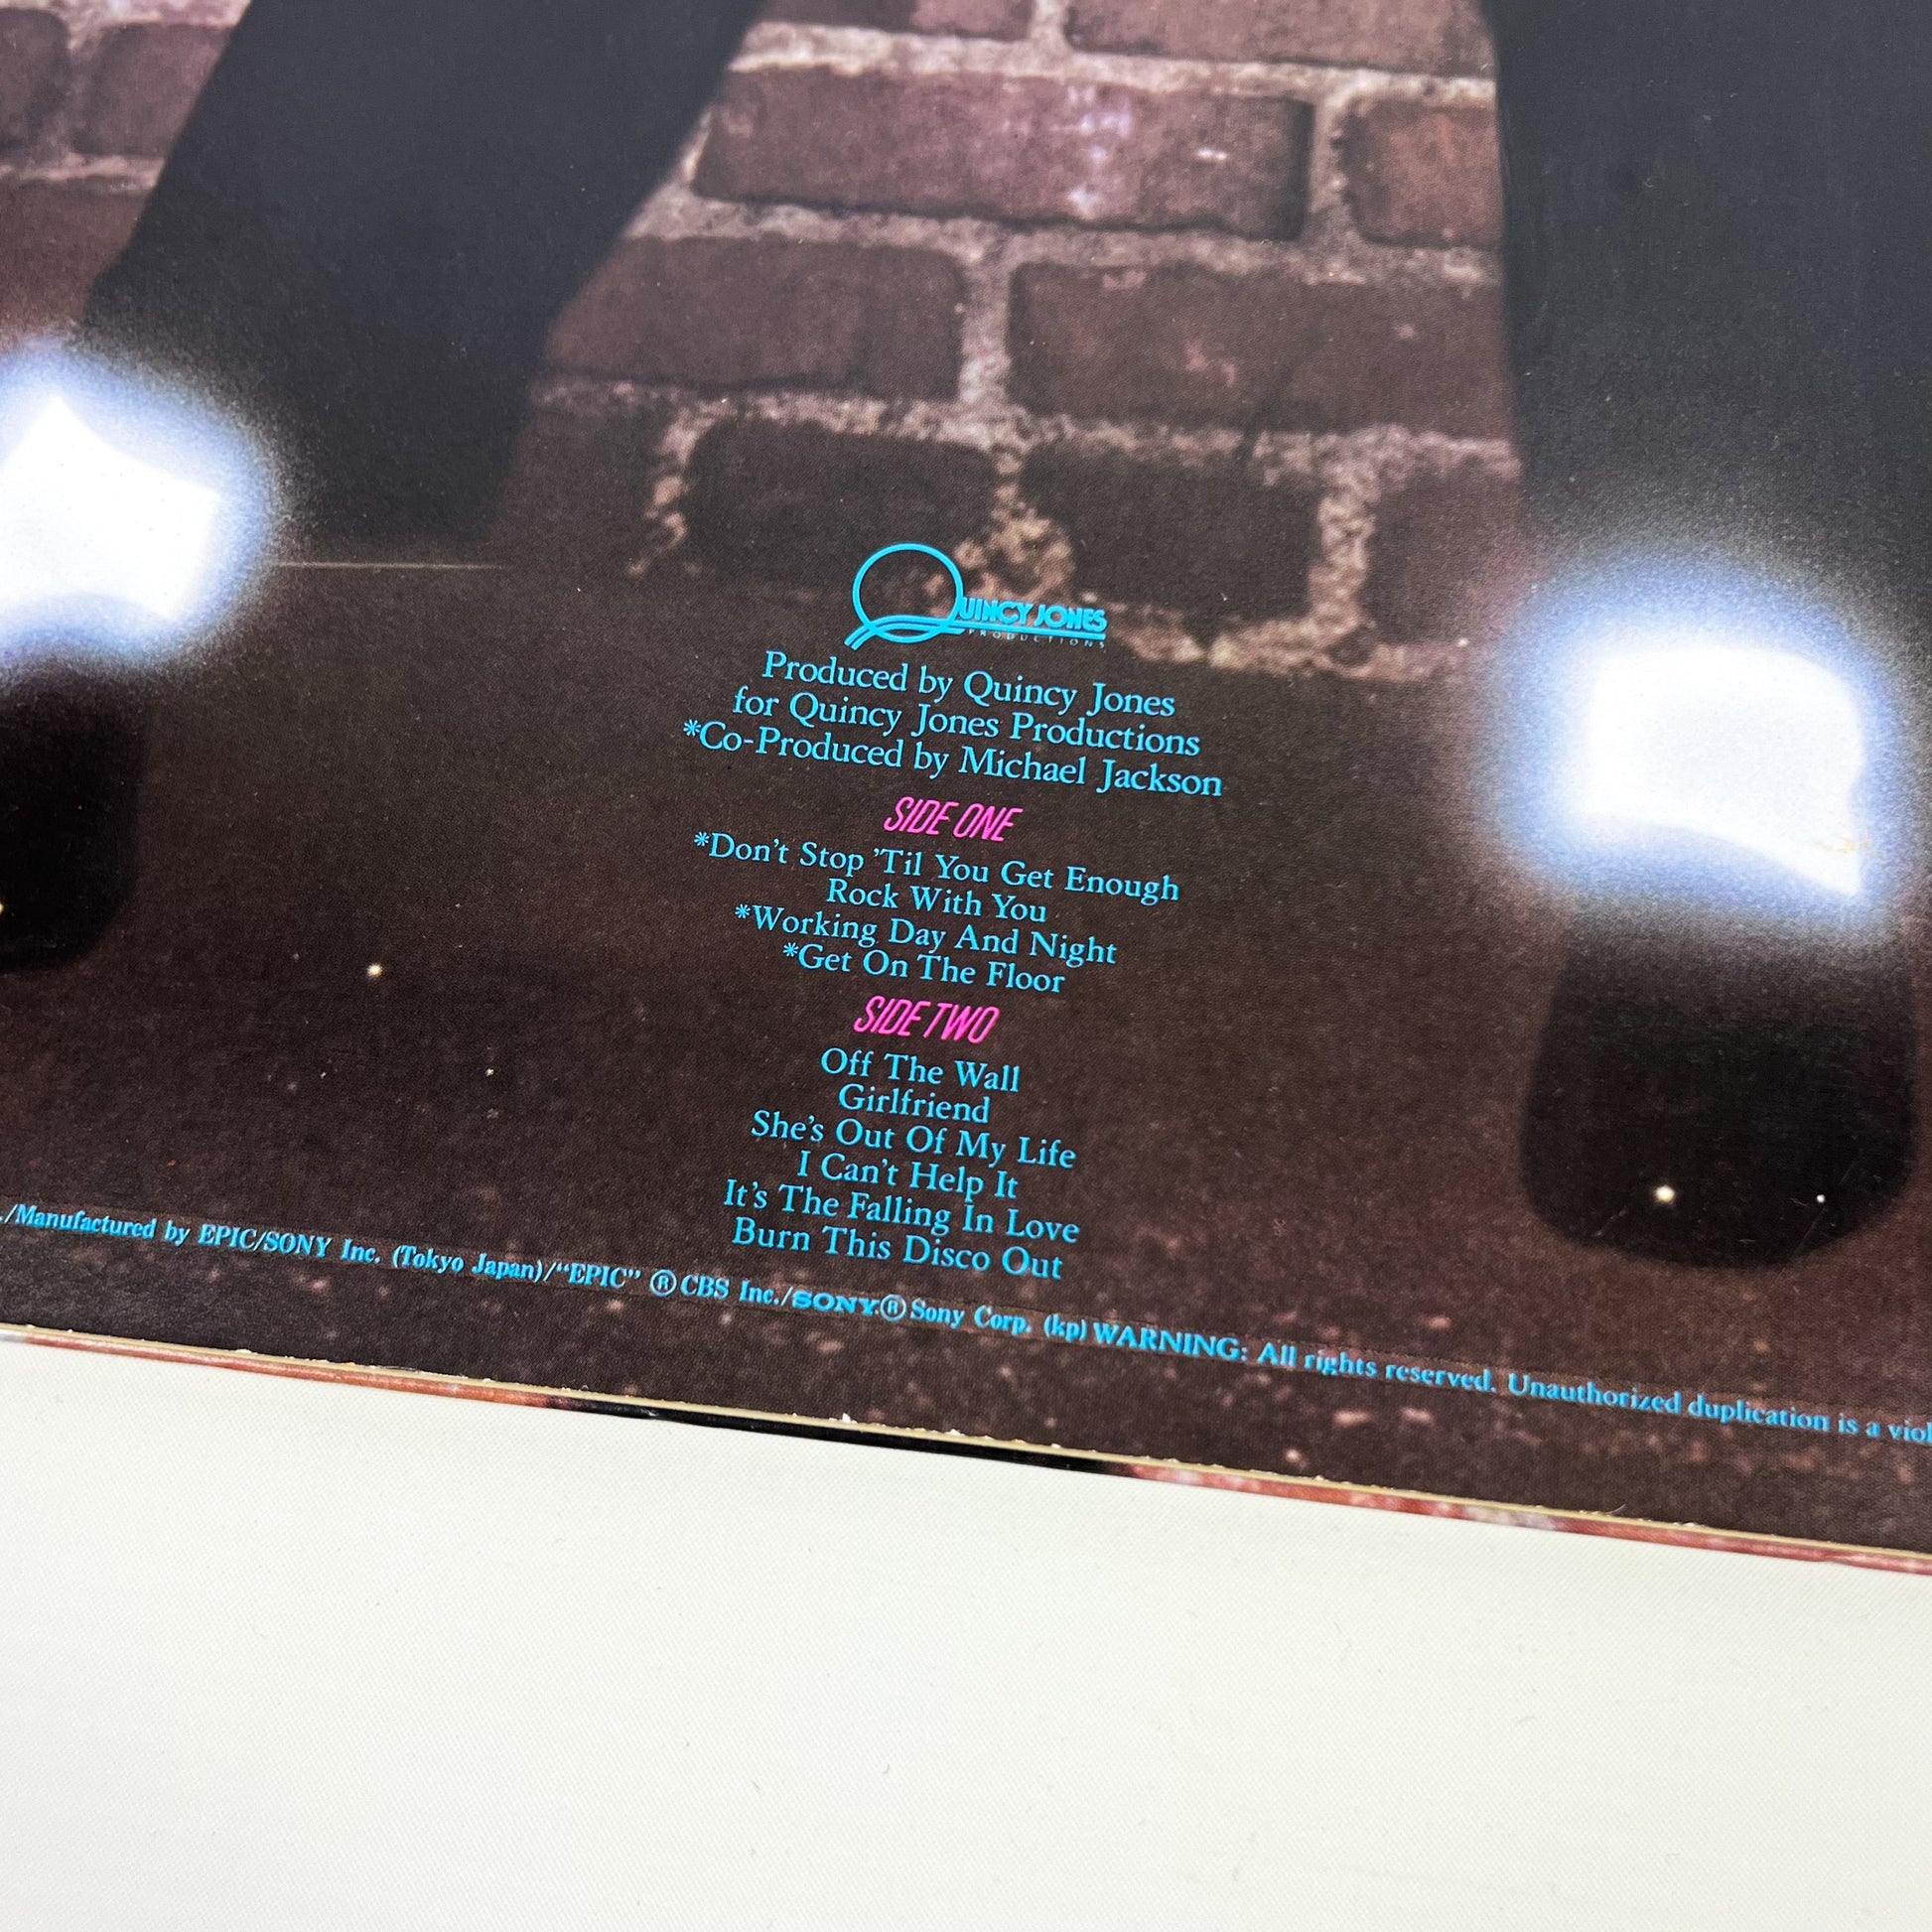 QUINCY JONES
PRODUCTIONS
Produced by Quincy Jones
for Quincy Jones Productions
*Co-Produced by Michael Jackson
SIDE ONE
*Don't Stop 'Til You Get Enough
Rock With You
*Working Day And Night
*Get On The Floor
SIDE TWO
Off The Wall
Girlfriend
She's Out Of My Life
I Can't Help It
It's The Falling In Love
Burn This Disco Out
./Manufactured by EPIC/SONY Inc. (Tokyo Japan)/“EPIC” ® CBS Inc./SONY® Sony Corp. (kp) WARNING: All rights reserved. Unauthorized duplication is a